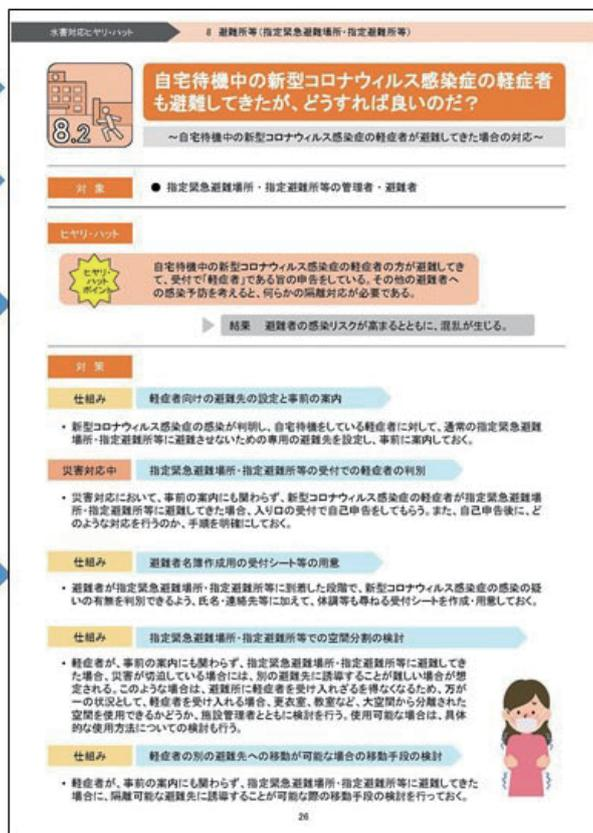 水害対応ヒヤリ・ハット
8 避難所等(指定緊急避難場所・指定避難所等)
8.2
自宅待機中の新型コロナウィルス感染症の軽症者
も避難してきたが、どうすれば良いのだ?
~自宅待機中の新型コロナウィルス感染症の軽症者が避難してきた場合の対応~
対 象
● 指定緊急避難場所・指定避難所等の管理者・避難者
ヒヤリ・ハット
ヒヤリ・
ハット
ポイント
自宅待機中の新型コロナウィルス感染症の軽症者の方が避難してき
て、受付で「軽症者」である旨の申告をしている。その他の避難者へ
の感染予防を考えると、何らかの隔離対応が必要である。
結果 避難者の感染リスクが高まるとともに、混乱が生じる。
対 策
仕組み 軽症者向けの避難先の設定と事前の案内
・ 新型コロナウィルス感染症の感染が判明し、自宅待機をしている軽症者に対して、通常の指定緊急避難
場所・指定避難所等に避難させないための専用の避難先を設定し、事前に案内しておく。
災害対応中 指定緊急避難場所・指定避難所等の受付での軽症者の判別
・ 災害対応において、事前の案内にも関わらず、新型コロナウィルス感染症の軽症者が指定緊急避難場
所・指定避難所等に避難してきた場合、入り口の受付で自己申告をしてもらう。また、自己申告後に、ど
のような対応を行うのか、手順を明確にしておく。
仕組み 避難者名簿作成用の受付シート等の用意
・ 避難者が指定緊急避難場所・指定避難所等に到着した段階で、新型コロナウィルス感染症の感染の疑
いの有無を判別できるよう、氏名・連絡先等に加えて、体調等も尋ねる受付シートを作成・用意しておく。
仕組み 指定緊急避難場所・指定避難所等での空間分割の検討
・ 軽症者が、事前の案内にも関わらず、指定緊急避難場所・指定避難所等に避難してき
た場合、災害が切迫している場合には、別の避難先に誘導することが難しい場合が想
定される。このような場合は、避難所に軽症者を受け入れざるを得なくなるため、万が
一の状況として、軽症者を受け入れる場合、更衣室、教室など、大空間から分離された
空間を使用できるかどうか、施設管理者とともに検討を行う。使用可能な場合は、具体
的な使用方法についての検討も行う。
仕組み 軽症者の別の避難先への移動が可能な場合の移動手段の検討
・ 軽症者が、事前の案内にも関わらず、指定緊急避難場所・指定避難所等に避難してきた
場合に、隔離可能な避難先に誘導することが可能な際の移動手段の検討を行っておく。
26